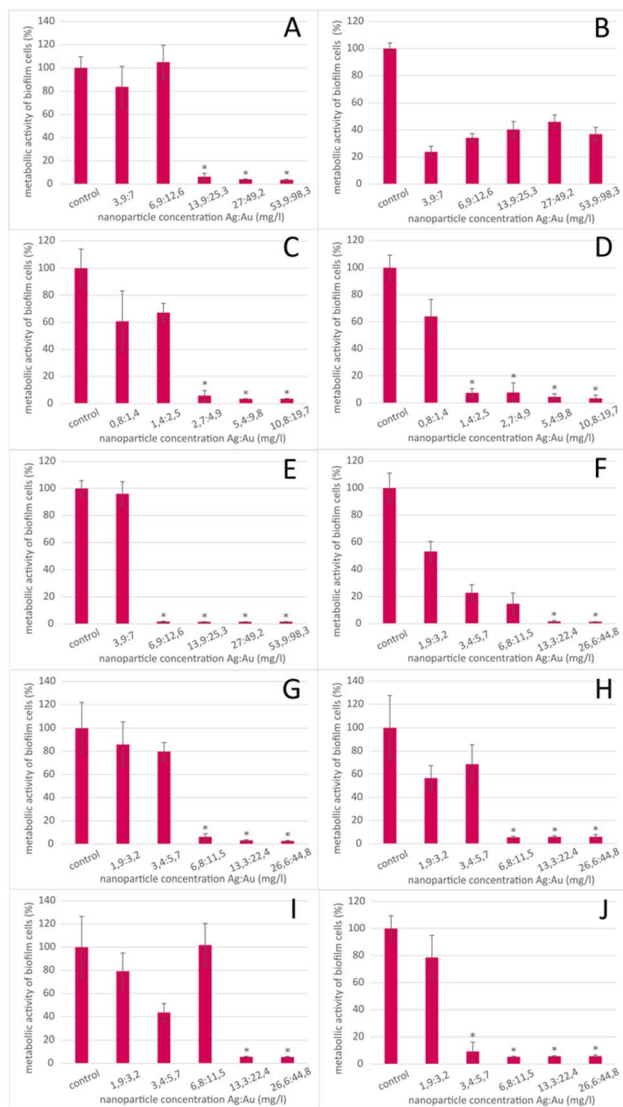 A
metabollic activity of biofilm cells (%)
140
120
100
80
60
40
20
0
* * *
control 3,9:7 6,9:12,6 13,9:25,3 27:49,2 53,9:98,3
nanoparticle concentration Ag:Au (mg/l)
B
metabollic activity of biofilm cells (%)
120
100
80
60
40
20
0
control 3,9:7 6,9:12,6 13,9:25,3 27:49,2 53,9:98,3
nanoparticle concentration Ag:Au (mg/l)
C
metabollic activity of biofilm cells (%)
120
100
80
60
40
20
0
* * *
control 0,8:1,4 1,4:2,5 2,7:4,9 5,4:9,8 10,8:19,7
nanoparticle concentration Ag:Au (mg/l)
D
metabollic activity of biofilm cells (%)
120
100
80
60
40
20
0
* * * *
control 0,8:1,4 1,4:2,5 2,7:4,9 5,4:9,8 10,8:19,7
nanoparticle concentration Ag:Au (mg/l)
E
metabollic activity of biofilm cells (%)
120
100
80
60
40
20
0
* * * *
control 3,9:7 6,9:12,6 13,9:25,3 27:49,2 53,9:98,3
nanoparticle concentration Ag:Au (mg/l)
F
metabollic activity of biofilm cells (%)
120
100
80
60
40
20
0
* *
control 1,9:3,2 3,4:5,7 6,8:11,5 13,3:22,4 26,6:44,8
nanoparticle concentration Ag:Au (mg/l)
G
metabollic activity of biofilm cells (%)
140
120
100
80
60
40
20
0
* * *
control 1,9:3,2 3,4:5,7 6,8:11,5 13,3:22,4 26,6:44,8
nanoparticle concentration Ag:Au (mg/l)
H
metabollic activity of biofilm cells (%)
140
120
100
80
60
40
20
0
* * *
control 1,9:3,2 3,4:5,7 6,8:11,5 13,3:22,4 26,6:44,8
nanoparticle concentration Ag:Au (mg/l)
I
metabollic activity of biofilm cells (%)
140
120
100
80
60
40
20
0
* *
control 1,9:3,2 3,4:5,7 6,8:11,5 13,3:22,4 26,6:44,8
nanoparticle concentration Ag:Au (mg/l)
J
metabollic activity of biofilm cells (%)
120
100
80
60
40
20
0
* * * *
control 1,9:3,2 3,4:5,7 6,8:11,5 13,3:22,4 26,6:44,8
nanoparticle concentration Ag:Au (mg/l)